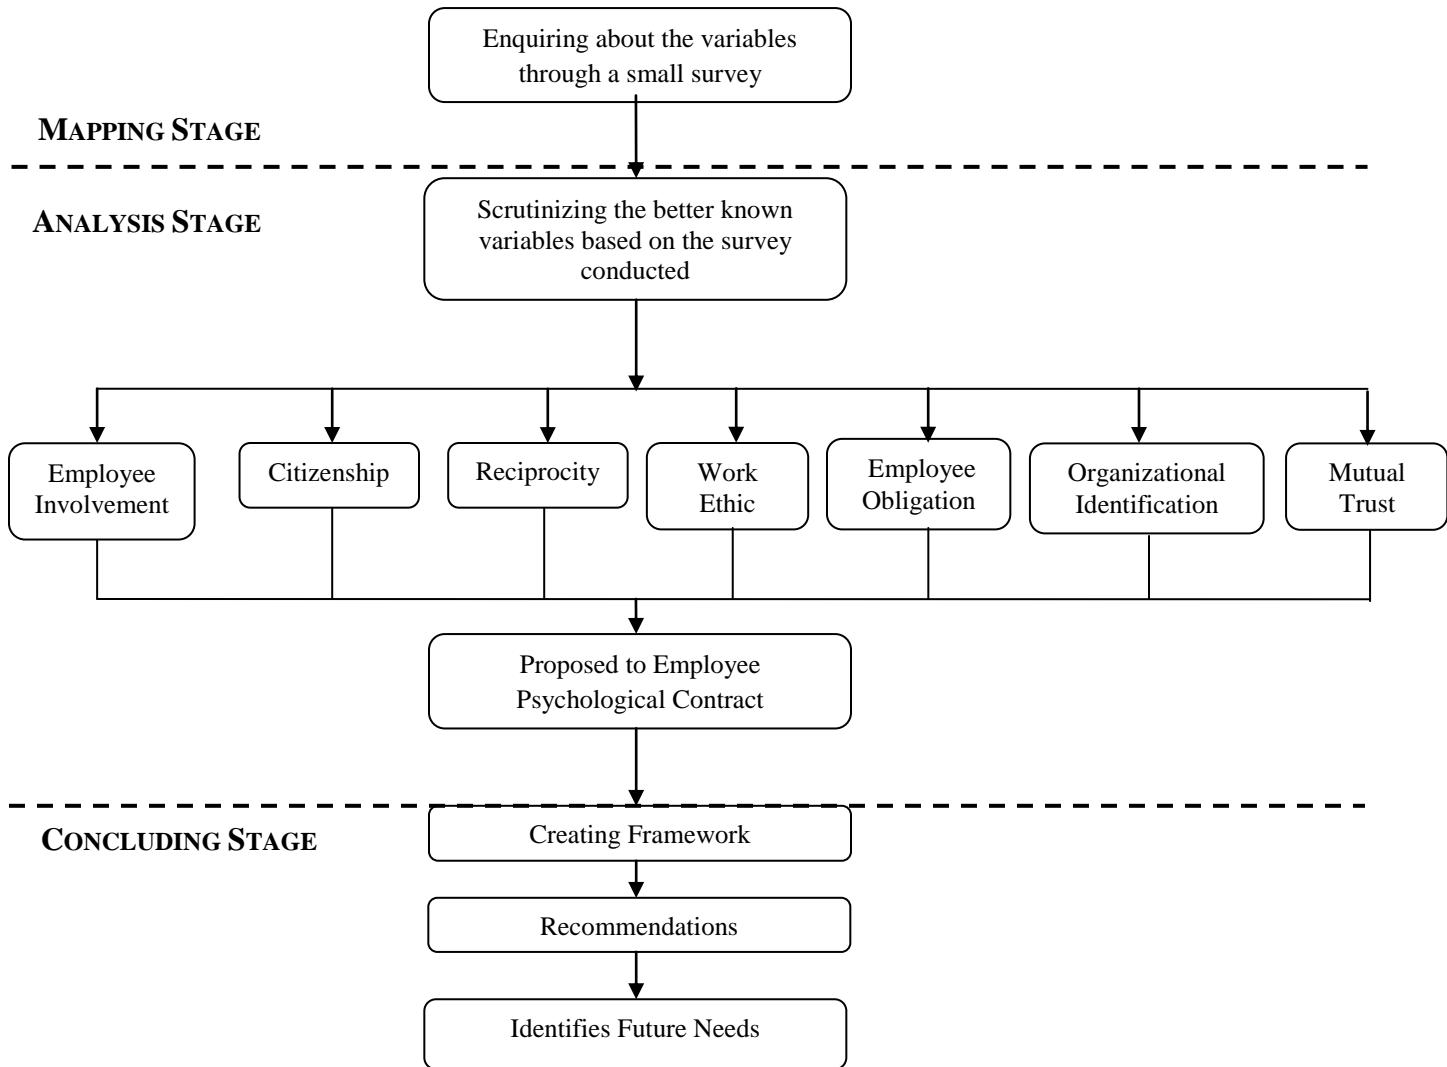 Enquiring about the variables
through a small survey
MAPPING STAGE
ANALYSIS STAGE
Scrutinizing the better known
variables based on the survey
conducted
Employee
Involvement
Citizenship
Reciprocity
Work
Ethic
Employee
Obligation
Organizational
Identification
Mutual
Trust
Proposed to Employee
Psychological Contract
CONCLUDING STAGE
Creating Framework
Recommendations
Identifies Future Needs